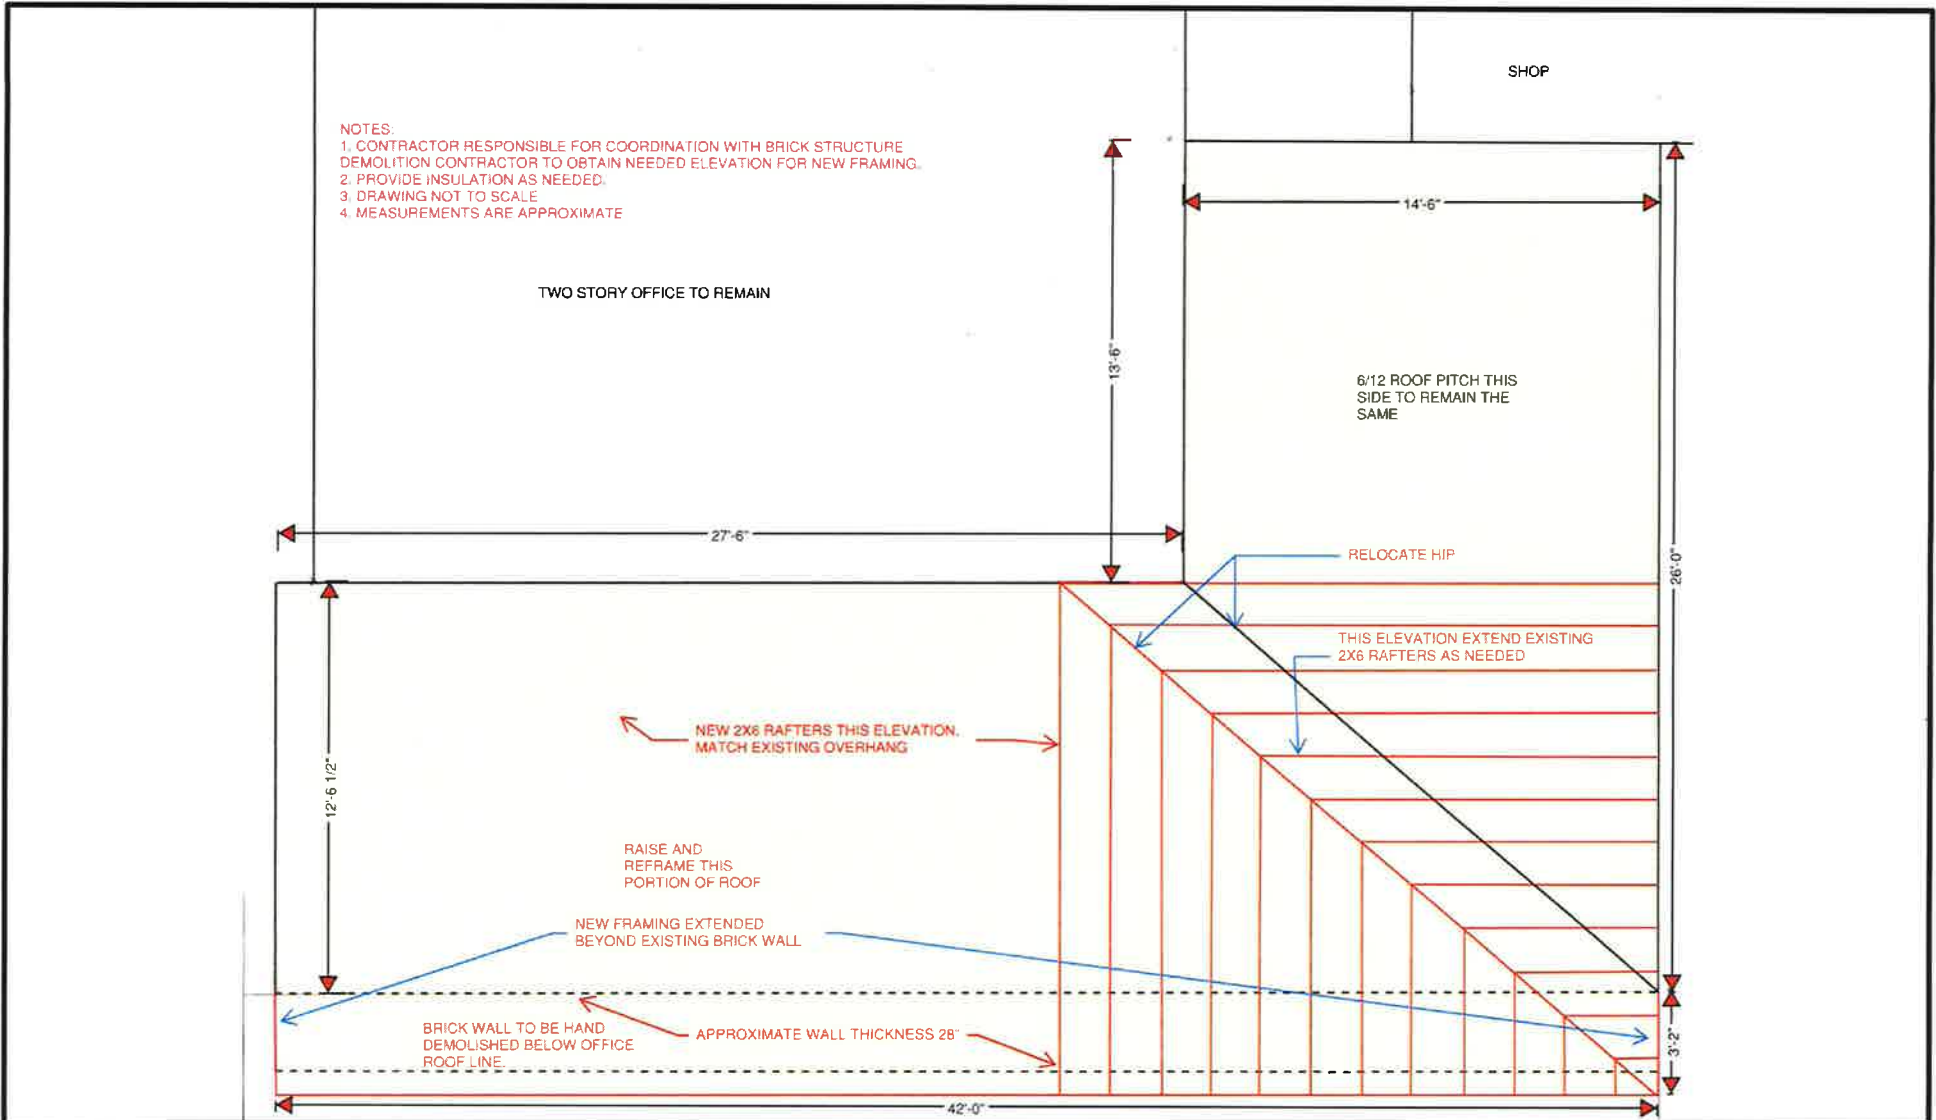 SHOP
NOTES:
1. CONTRACTOR RESPONSIBLE FOR COORDINATION WITH BRICK STRUCTURE
DEMOLITION CONTRACTOR TO OBTAIN NEEDED ELEVATION FOR NEW FRAMING.
2. PROVIDE INSULATION AS NEEDED.
3. DRAWING NOT TO SCALE
4. MEASUREMENTS ARE APPROXIMATE
14'-6"
TWO STORY OFFICE TO REMAIN
13'-6"
6/12 ROOF PITCH THIS
SIDE TO REMAIN THE
SAME
27'-6"
RELOCATE HIP
26'-0"
THIS ELEVATION EXTEND EXISTING
2X6 RAFTERS AS NEEDED
NEW 2X6 RAFTERS THIS ELEVATION.
MATCH EXISTING OVERHANG
12'-6 1/2"
RAISE AND
REFRAME THIS
PORTION OF ROOF
NEW FRAMING EXTENDED
BEYOND EXISTING BRICK WALL
BRICK WALL TO BE HAND
DEMOLISHED BELOW OFFICE
ROOF LINE.
APPROXIMATE WALL THICKNESS 28"
3'-2"
42'-0"